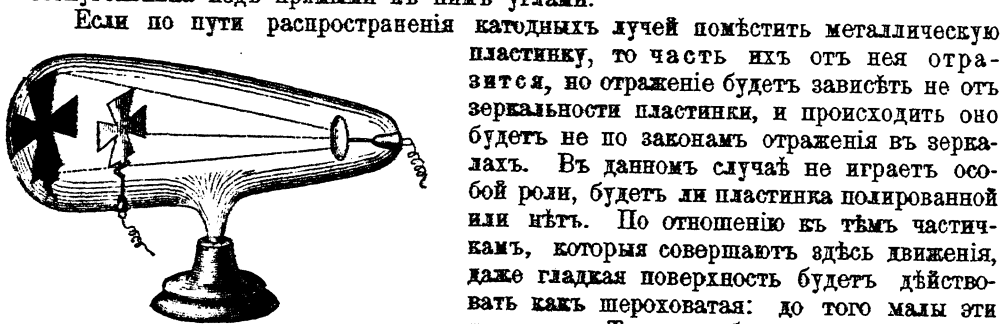 Если по пути распространенія катодныхъ лучей помѣстить металлическую
пластинку, то часть ихъ отъ нея отра-
зится, но отраженіе будетъ зависѣть не отъ
зеркальности пластинки, и происходить оно
будетъ не по законамъ отраженія въ зерка-
лахъ. Въ данномъ случаѣ не играетъ осо-
бой роли, будетъ ли пластинка полированной
или нѣтъ. По отношенію къ тѣмъ частич-
камъ, которыя совершаютъ здѣсь движенія,
даже гладкая поверхность будетъ дѣйство-
вать какъ шероховатая: до того малы эти